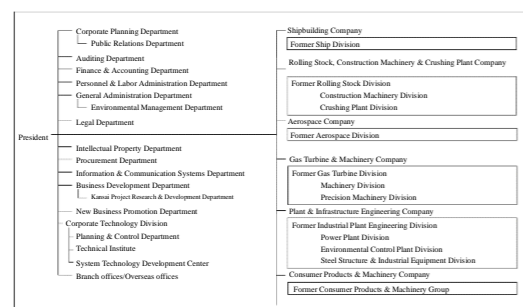 President
Corporate Planning Department
Public Relations Department
Auditing Department
Finance & Accounting Department
Personnel & Labor Administration Department
General Administration Department
Environmental Management Department
Legal Department
Intellectual Property Department
Procurement Department
Information & Communication Systems Department
Business Development Department
Kansai Project Research & Development Department
New Business Promotion Department
Corporate Technology Division
Planning & Control Department
Technical Institute
System Technology Development Center
Branch offices/Overseas offices
Shipbuilding Company
Former Ship Division
Rolling Stock, Construction Machinery & Crushing Plant Company
Former Rolling Stock Division
Construction Machinery Division
Crushing Plant Division
Aerospace Company
Former Aerospace Division
Gas Turbine & Machinery Company
Former Gas Turbine Division
Machinery Division
Precision Machinery Division
Plant & Infrastructure Engineering Company
Former Industrial Plant Engineering Division
Power Plant Division
Environmental Control Plant Division
Steel Structure & Industrial Equipment Division
Consumer Products & Machinery Company
Former Consumer Products & Machinery Group